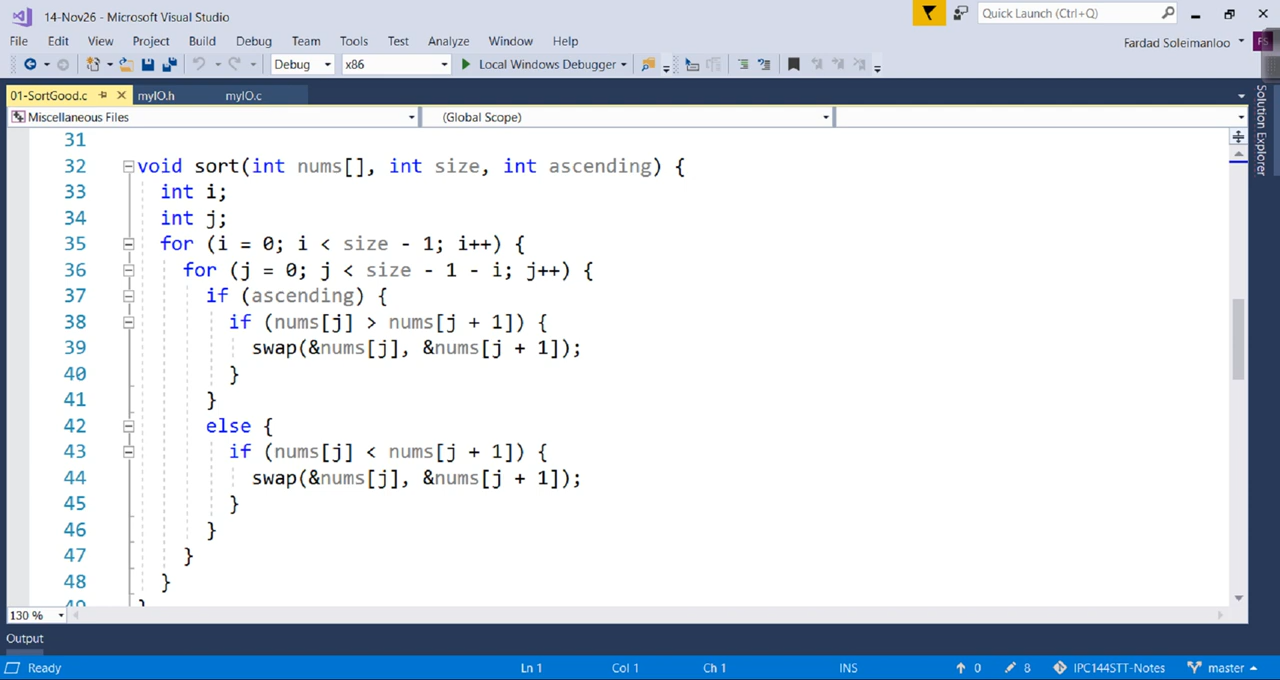 14-Nov26 - Microsoft Visual Studio
Quick Launch (Ctrl+Q)
File Edit View Project Build Debug Team Tools Test Analyze Window Help
Fardad Soleimanloo
FS
Debug x86 Local Windows Debugger
01-SortGood.c myIO.h myIO.c
Solution Explorer
Miscellaneous Files (Global Scope)
31
32 void sort(int nums[], int size, int ascending) {
33 int i;
34 int j;
35 for (i = 0; i < size - 1; i++) {
36 for (j = 0; j < size - 1 - i; j++) {
37 if (ascending) {
38 if (nums[j] > nums[j + 1]) {
39 swap(&nums[j], &nums[j + 1]);
40 }
41 }
42 else {
43 if (nums[j] < nums[j + 1]) {
44 swap(&nums[j], &nums[j + 1]);
45 }
46 }
47 }
48 }
49 }
130 %
Output
Ready Ln 1 Col 1 Ch 1 INS 0 8 IPC144STT-Notes master